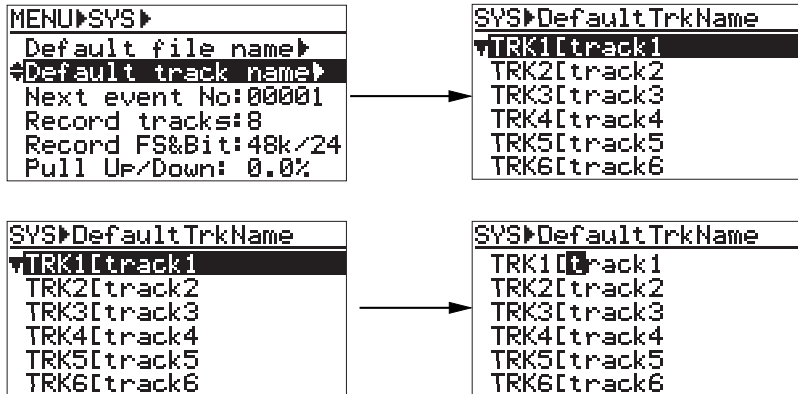 MENU▶SYS▶
Default file name▶
Default track name▶
Next event No:00001
Record tracks:8
Record FS&Bit:48k/24
Pull Up/Down: 0.0%
SYS▶DefaultTrkName
TRK1[track1
TRK2[track2
TRK3[track3
TRK4[track4
TRK5[track5
TRK6[track6
SYS▶DefaultTrkName
TRK1[track1
TRK2[track2
TRK3[track3
TRK4[track4
TRK5[track5
TRK6[track6
SYS▶DefaultTrkName
TRK1[track1
TRK2[track2
TRK3[track3
TRK4[track4
TRK5[track5
TRK6[track6